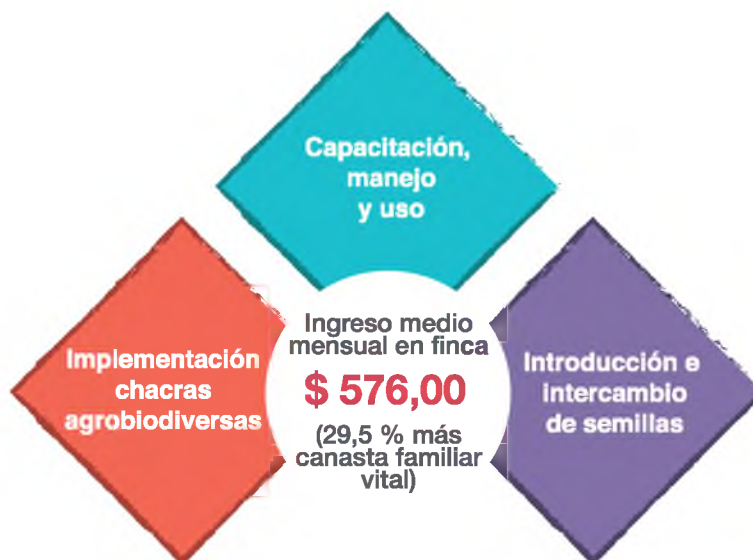 Capacitación,
manejo
y uso
Implementación
chacras
agrobiodiversas
Ingreso medio
mensual en finca
$ 576,00
(29,5 % más
canasta familiar
vital)
Introducción e
intercambio
de semillas